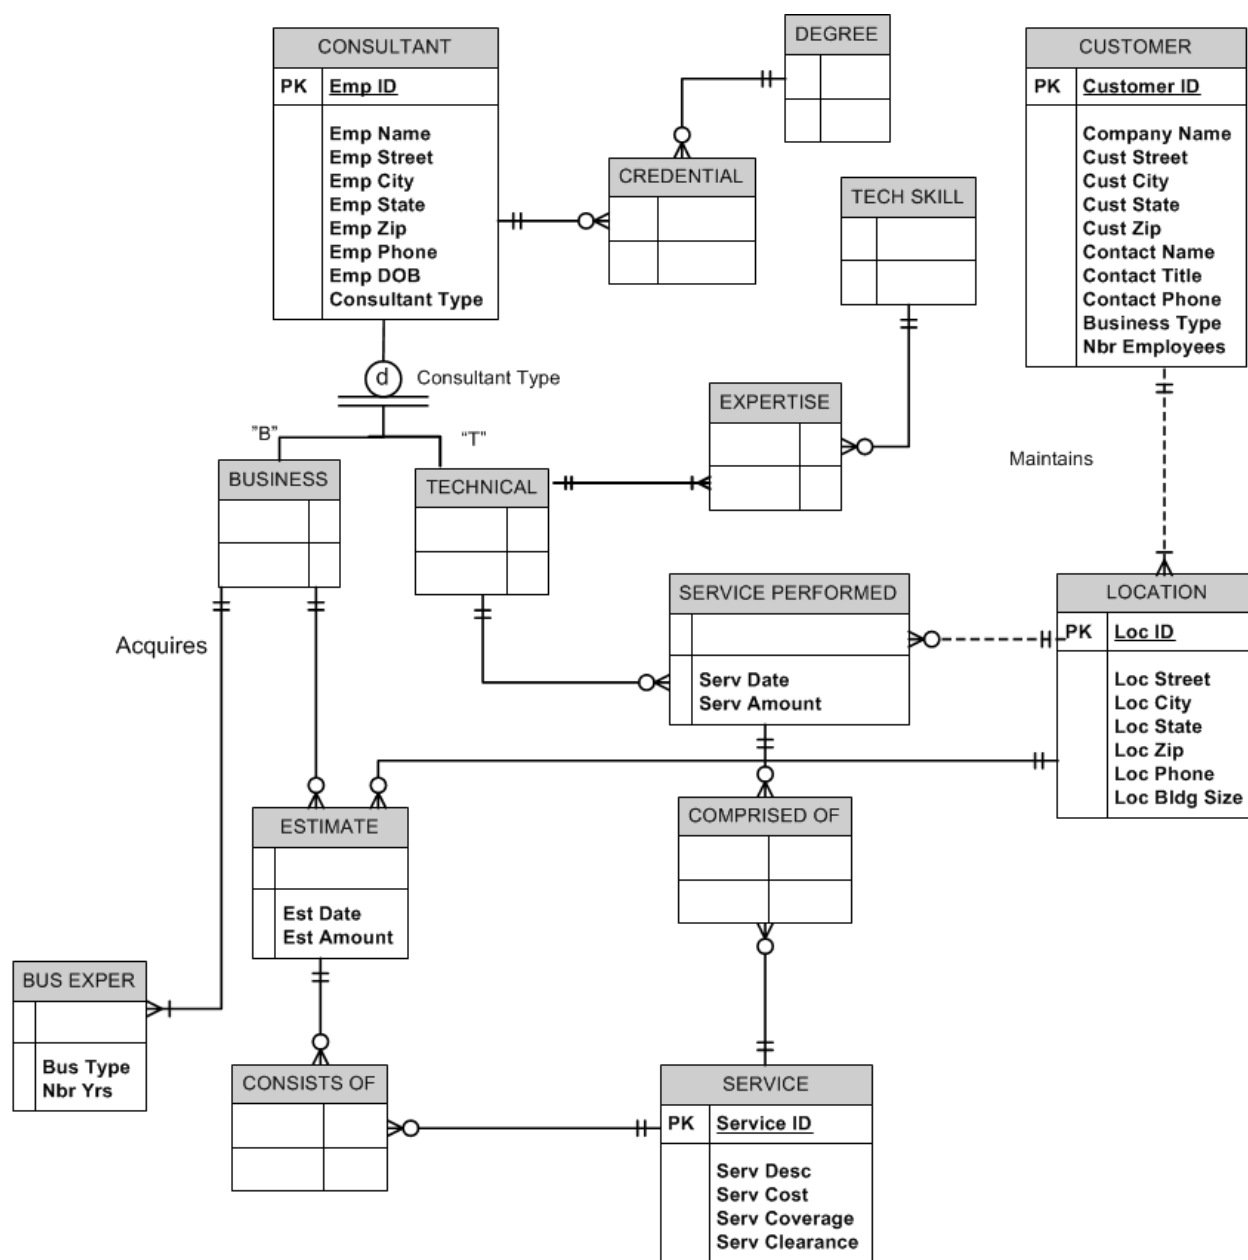 CONSULTANT
PK Emp ID
Emp Name
Emp Street
Emp City
Emp State
Emp Zip
Emp Phone
Emp DOB
Consultant Type
DEGREE
CREDENTIAL
TECH SKILL
CUSTOMER
PK Customer ID
Company Name
Cust Street
Cust City
Cust State
Cust Zip
Contact Name
Contact Title
Contact Phone
Business Type
Nbr Employees
d
Consultant Type
"B"
"T"
BUSINESS
TECHNICAL
EXPERTISE
Maintains
Acquires
SERVICE PERFORMED
Serv Date
Serv Amount
LOCATION
PK Loc ID
Loc Street
Loc City
Loc State
Loc Zip
Loc Phone
Loc Bldg Size
ESTIMATE
Est Date
Est Amount
COMPRISED OF
BUS EXPER
Bus Type
Nbr Yrs
CONSISTS OF
SERVICE
PK Service ID
Serv Desc
Serv Cost
Serv Coverage
Serv Clearance